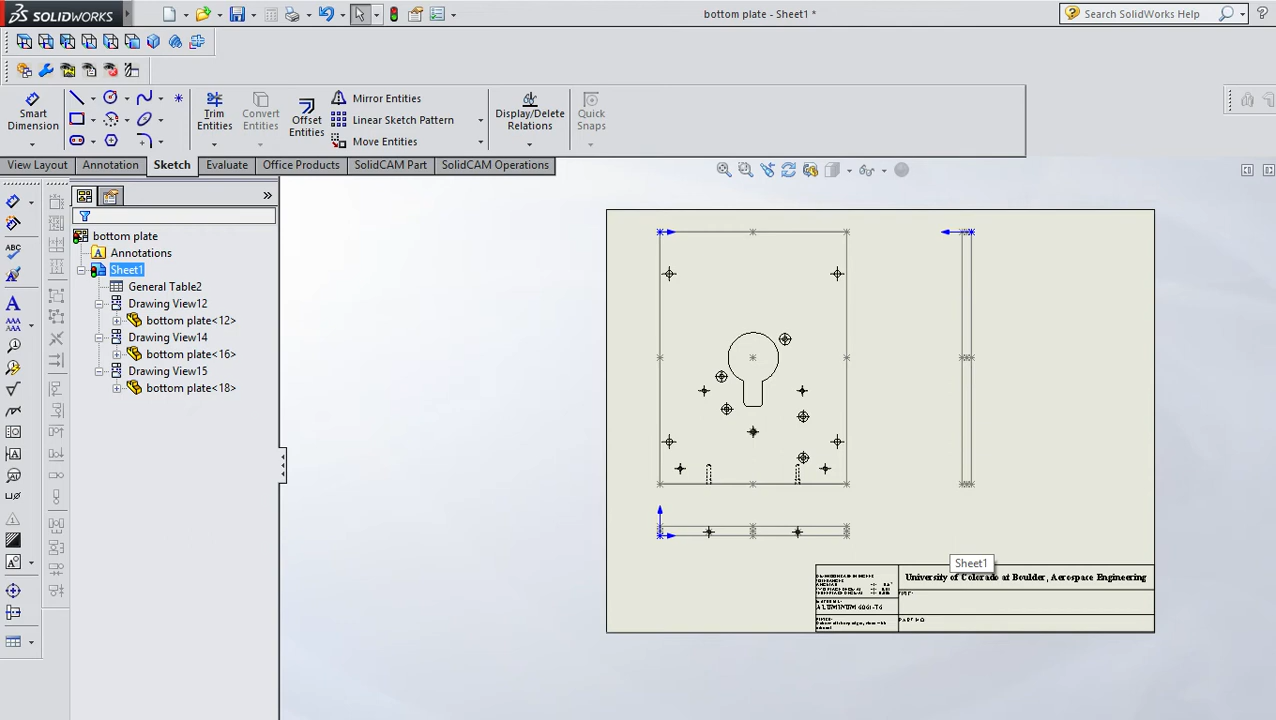 SOLIDWORKS
bottom plate - Sheet1 *
Search SolidWorks Help
Smart Dimension
Trim Entities
Convert Entities
Offset Entities
Mirror Entities
Linear Sketch Pattern
Move Entities
Display/Delete Relations
Quick Snaps
View Layout
Annotation
Sketch
Evaluate
Office Products
SolidCAM Part
SolidCAM Operations
bottom plate
Annotations
Sheet1
General Table2
Drawing View12
bottom plate<12>
Drawing View14
bottom plate<16>
Drawing View15
bottom plate<18>
Sheet1
University of Colorado at Boulder, Aerospace Engineering
ALUMINUM 6061-T6